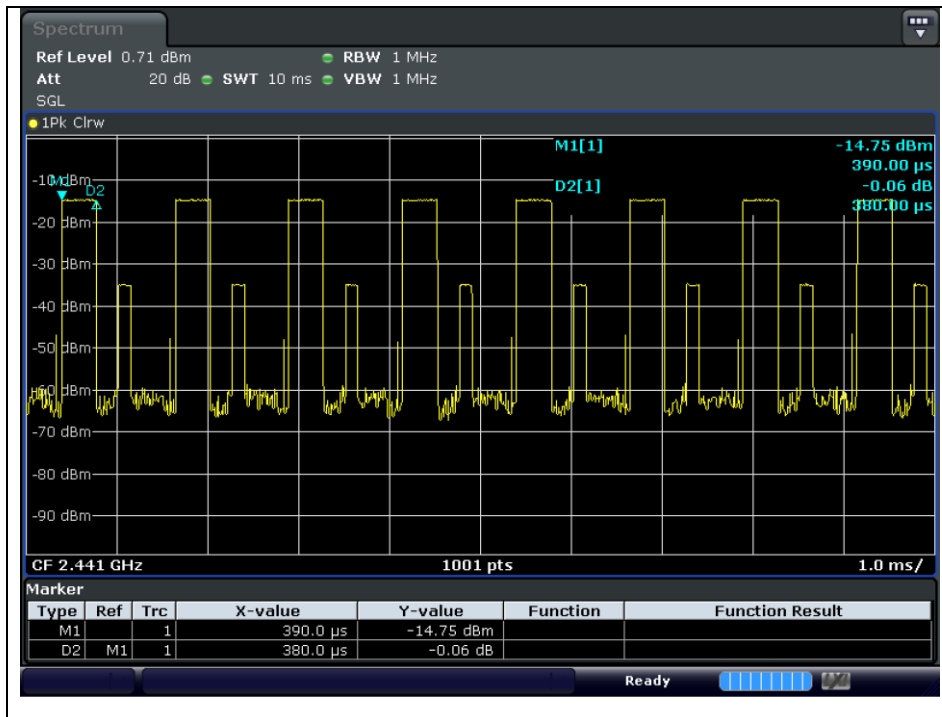 Spectrum
Ref Level 0.71 dBm RBW 1 MHz
Att 20 dB SWT 10 ms VBW 1 MHz
SGL
1Pk Clrw
M1[1] -14.75 dBm
390.00 µs
D2[1] -0.06 dB
380.00 µs
M1
D2
-10 dBm
-20 dBm
-30 dBm
-40 dBm
-50 dBm
-60 dBm
-70 dBm
-80 dBm
-90 dBm
CF 2.441 GHz 1001 pts 1.0 ms/
Marker
Type Ref Trc X-value Y-value Function Function Result
M1 1 390.0 µs -14.75 dBm
D2 M1 1 380.0 µs -0.06 dB
Ready